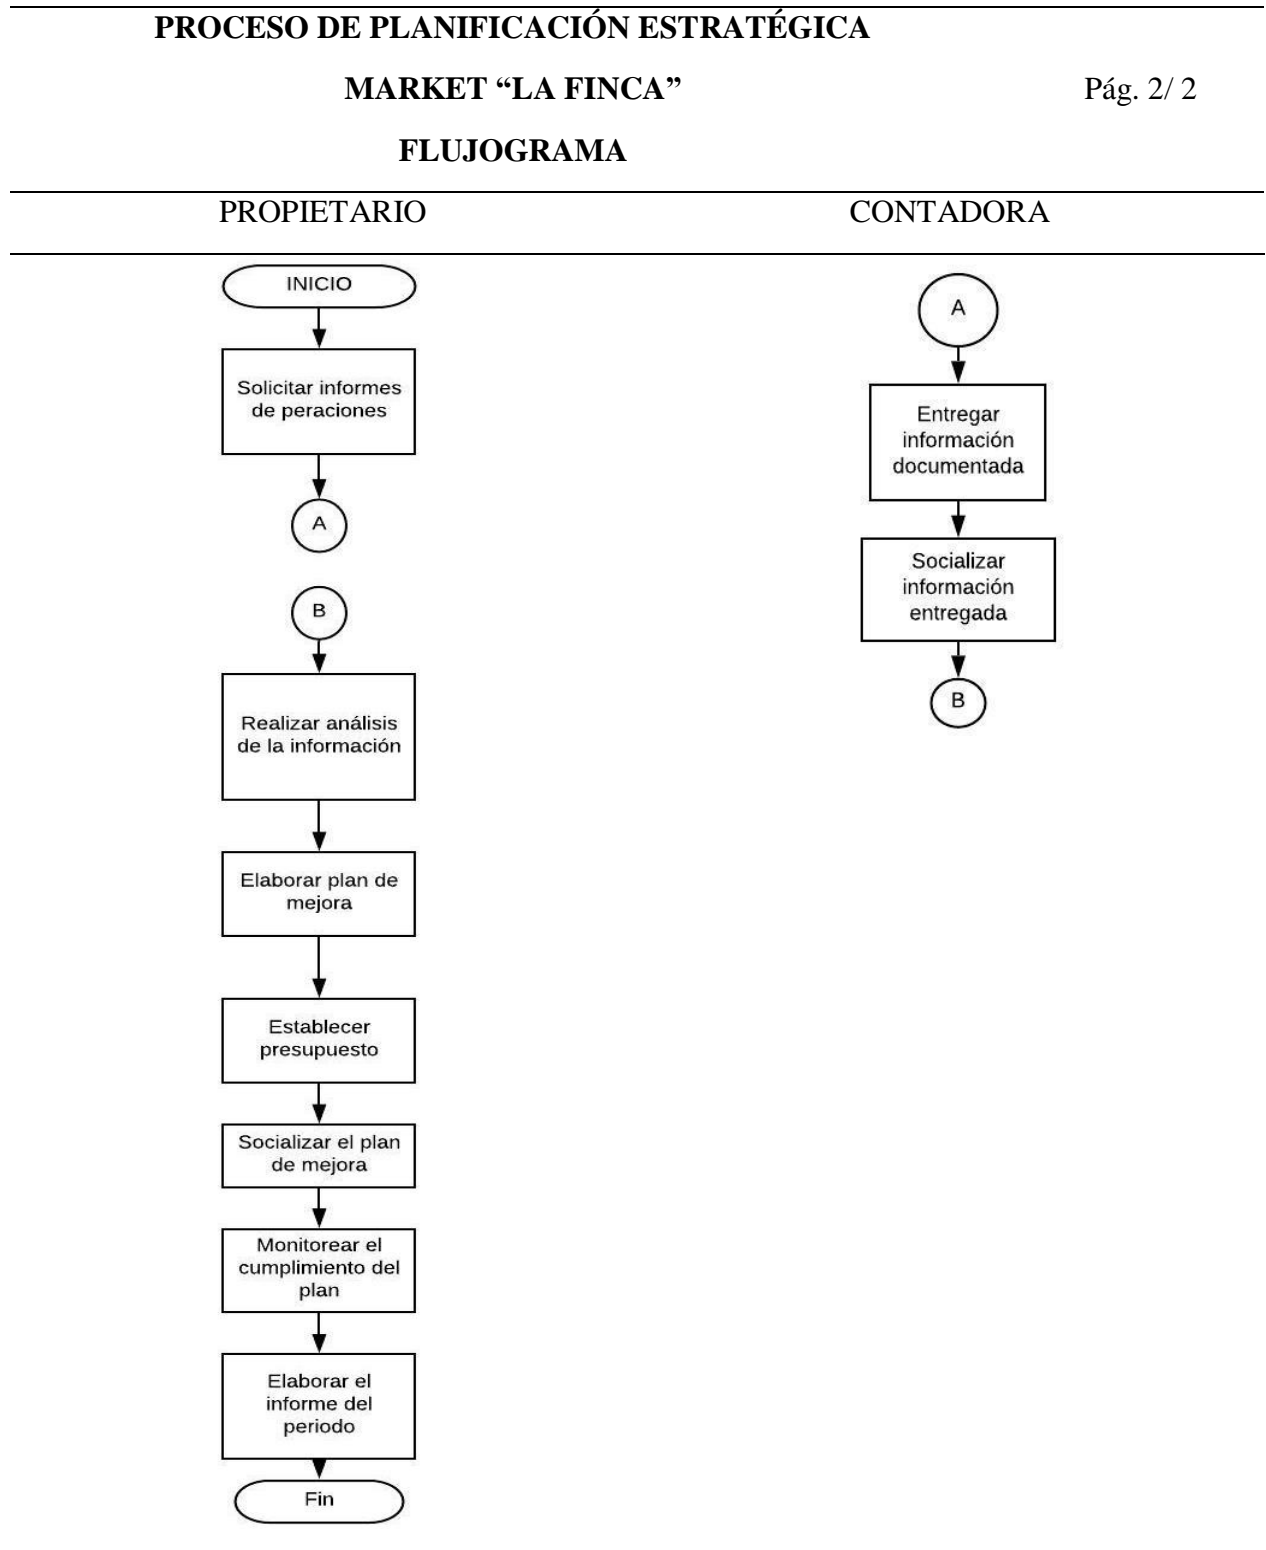 PROCESO DE PLANIFICACIÓN ESTRATÉGICA
MARKET “LA FINCA”
Pág. 2/ 2
FLUJOGRAMA
PROPIETARIO
CONTADORA
INICIO
Solicitar informes
de peraciones
A
B
Realizar análisis
de la información
Elaborar plan de
mejora
Establecer
presupuesto
Socializar el plan
de mejora
Monitorear el
cumplimiento del
plan
Elaborar el
informe del
periodo
Fin
A
Entregar
información
documentada
Socializar
información
entregada
B